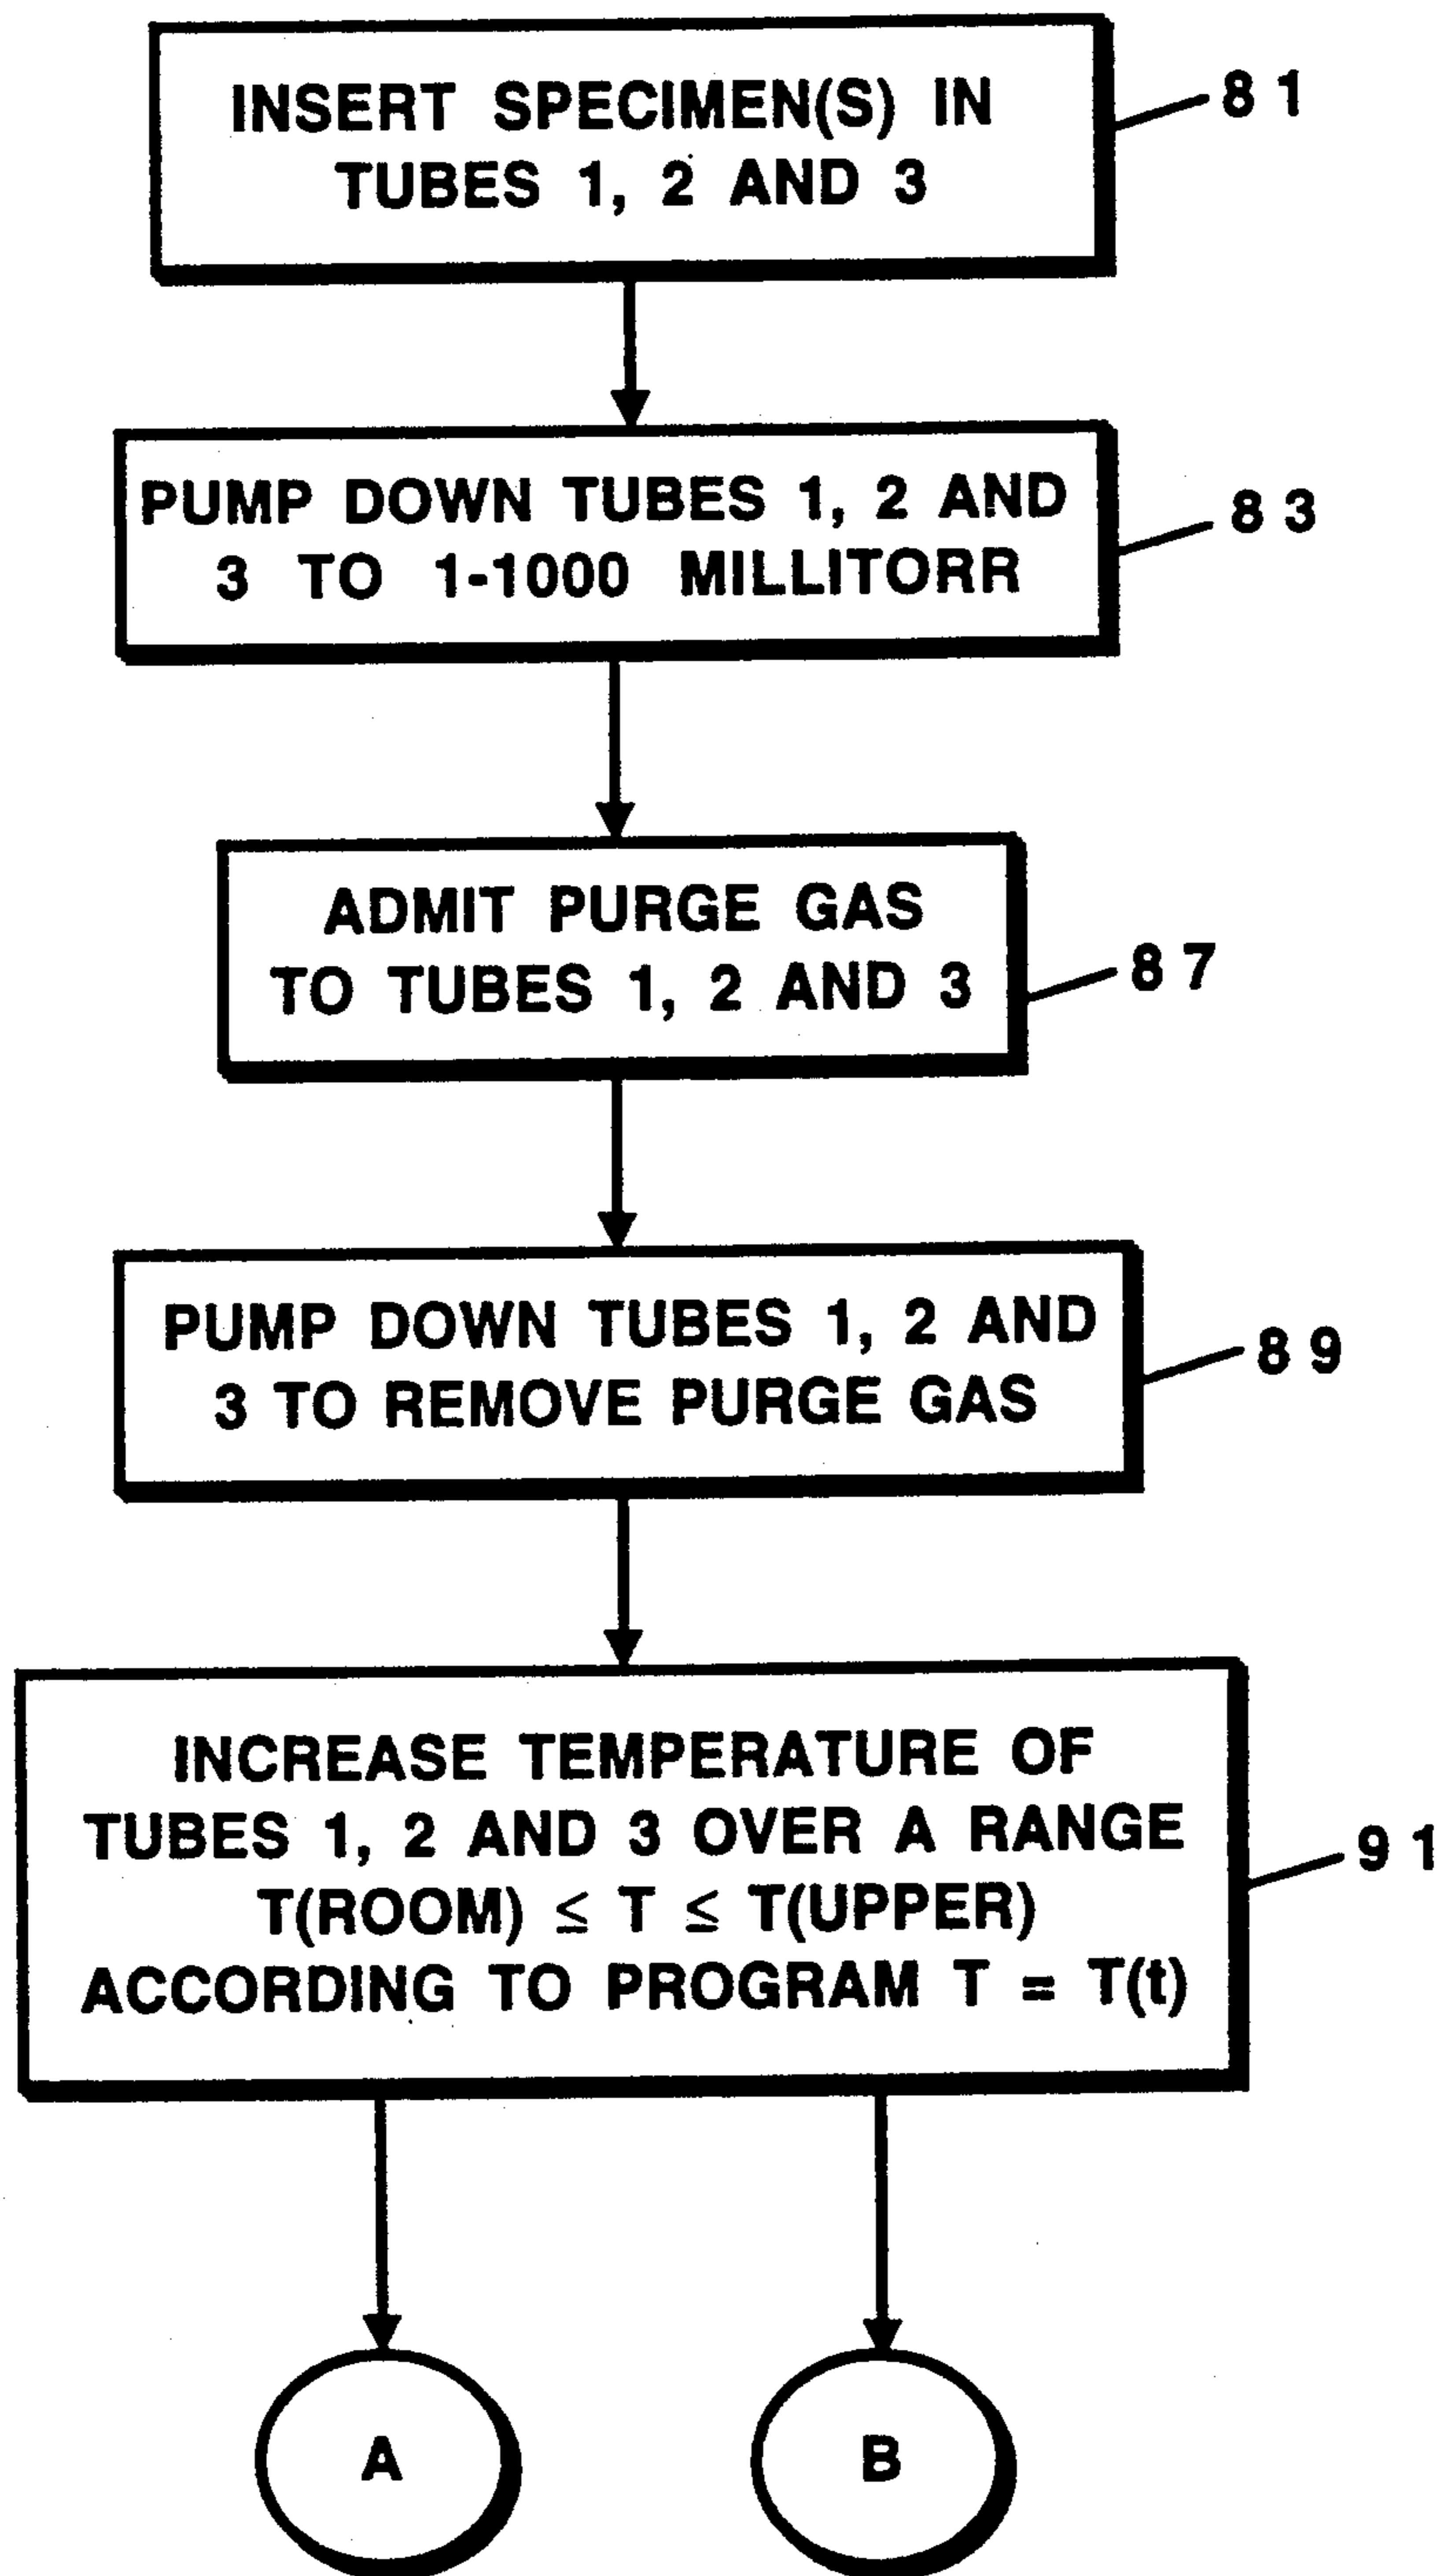 INSERT SPECIMEN(S) IN
TUBES 1, 2 AND 3
81
PUMP DOWN TUBES 1, 2 AND
3 TO 1-1000 MILLITORR
83
ADMIT PURGE GAS
TO TUBES 1, 2 AND 3
87
PUMP DOWN TUBES 1, 2 AND
3 TO REMOVE PURGE GAS
89
INCREASE TEMPERATURE OF
TUBES 1, 2 AND 3 OVER A RANGE
T(ROOM) ≤ T ≤ T(UPPER)
ACCORDING TO PROGRAM T = T(t)
91
A
B